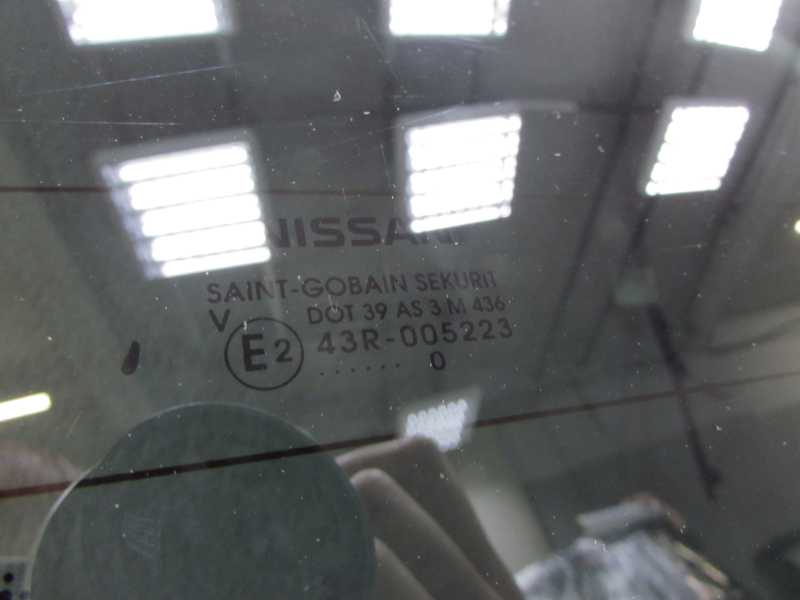 NISSAN
SAINT-GOBAIN SEKURIT
V DOT 39 AS 3 M 436
E2 43R-005223
...... 0